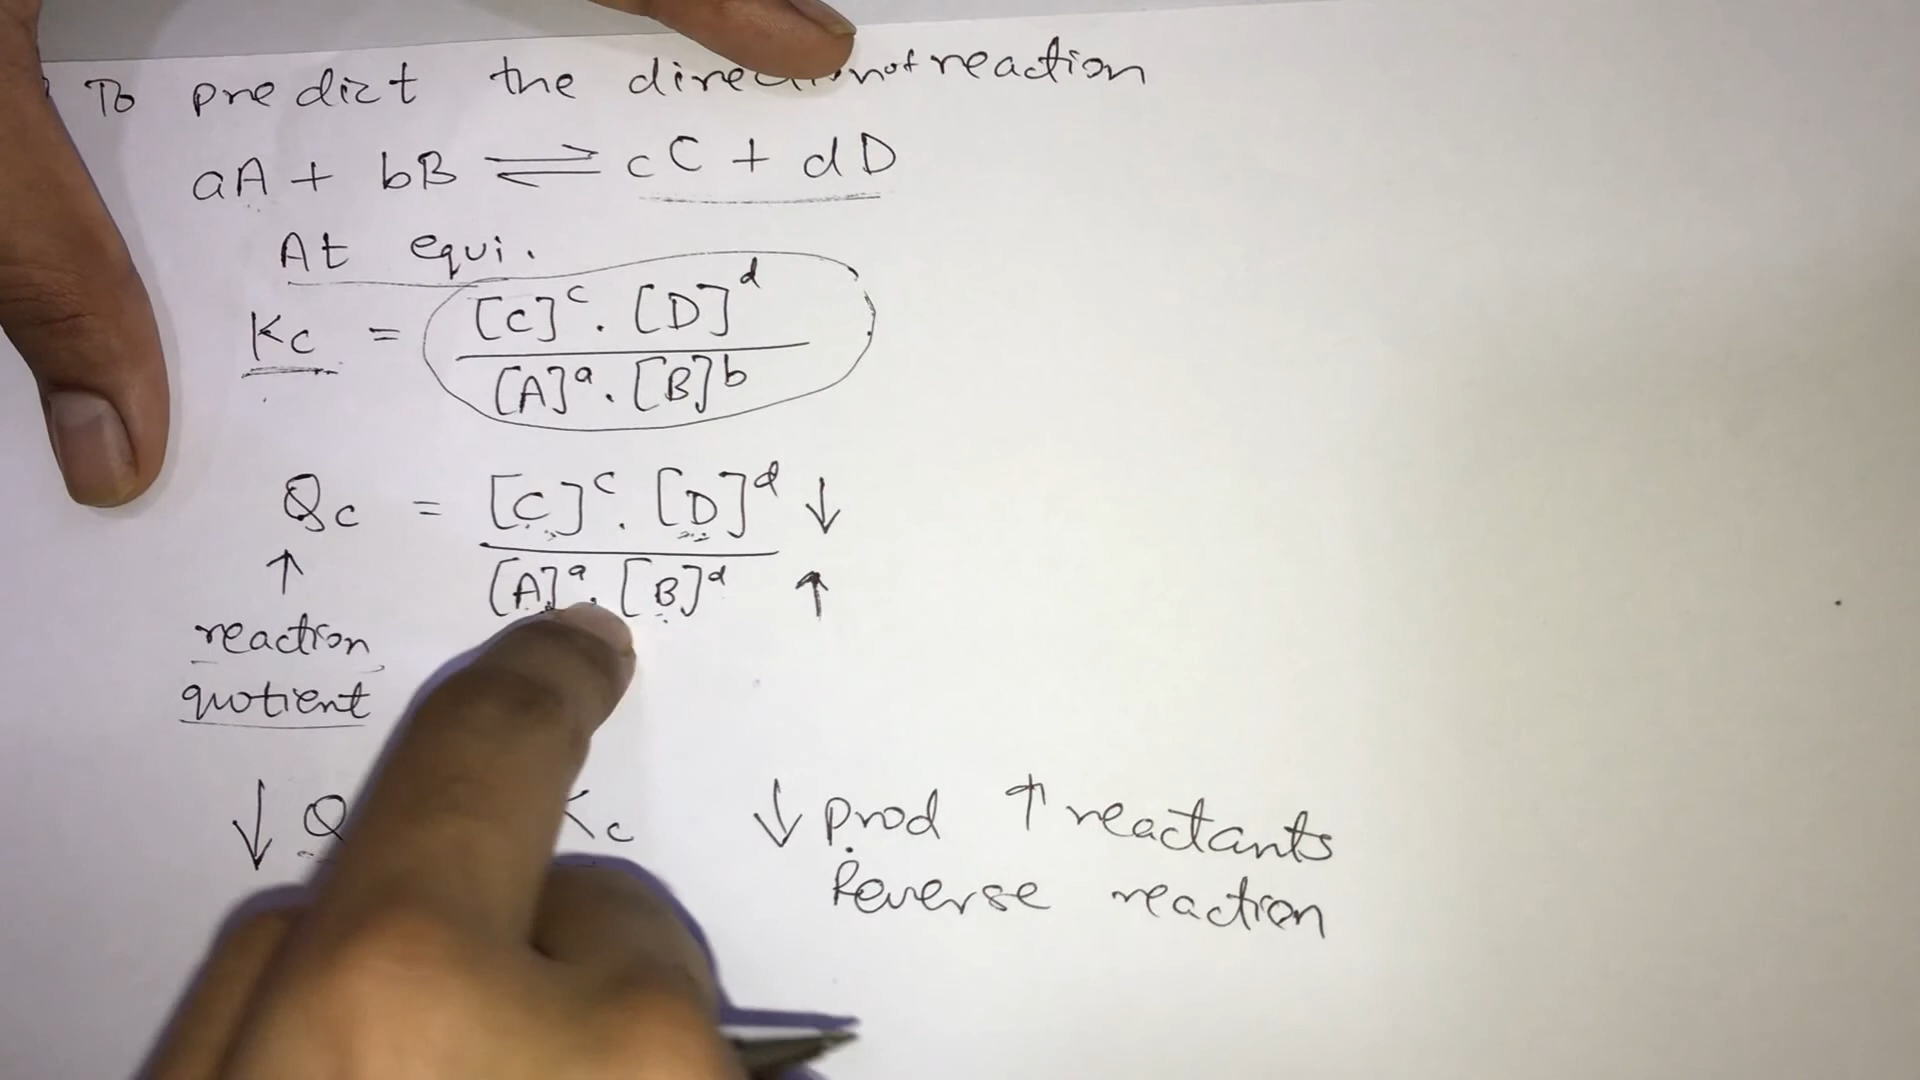 To predict the of reaction
aA + bB ⇌ cC + dD
At equi.
Kc = [C]^c . [D]^d / [A]^a . [B]^b
Qc = [C]^c . [D]^d ↓ / [A]^a . [B]^d ↑
↑
reaction
quotient
↓ Q Kc ↓ prod ↑ reactants
Reverse reaction